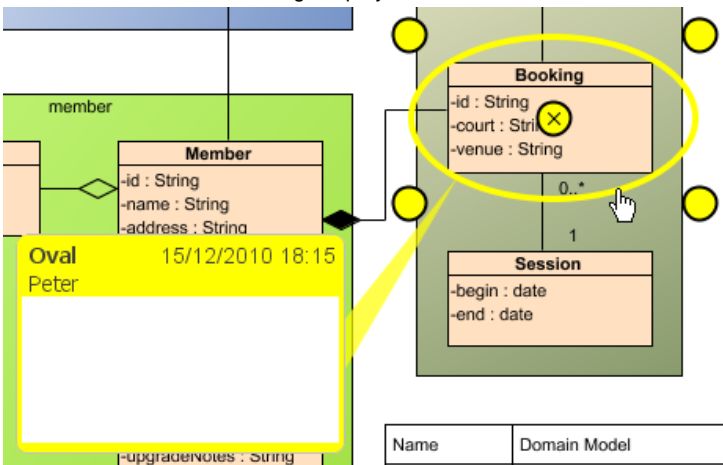 Booking
-id : String
-court :
-venue : String
member
Member
-id : String
-name : String
-address : String
0..*
1
Oval 15/12/2010 18:15
Peter
Session
-begin : date
-end : date
-upgradeNotes : String
Name Domain Model